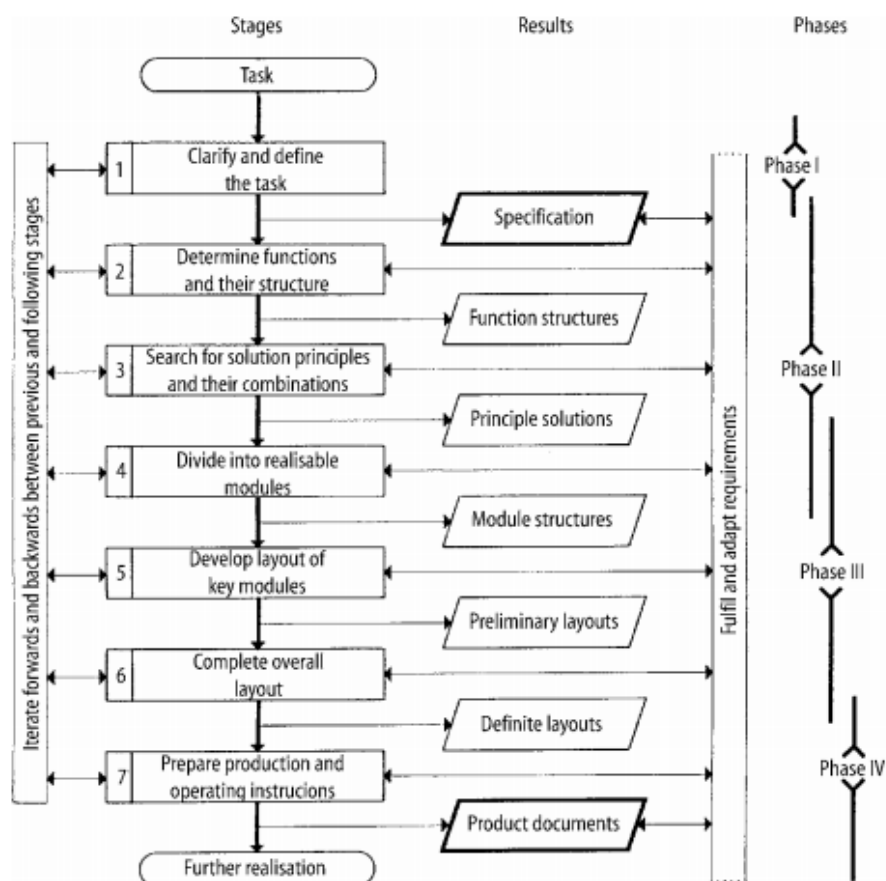 Stages
Results
Phases
Task
1
Clarify and define
the task
Phase I
Specification
2
Determine functions
and their structure
Function structures
3
Search for solution principles
and their combinations
Phase II
Principle solutions
4
Divide into realisable
modules
Module structures
5
Develop layout of
key modules
Phase III
Preliminary layouts
6
Complete overall
layout
Definite layouts
7
Prepare production and
operating instrucions
Phase IV
Product documents
Further realisation
Iterate forwards and backwards between previous and following stages
Fulfil and adapt requirements